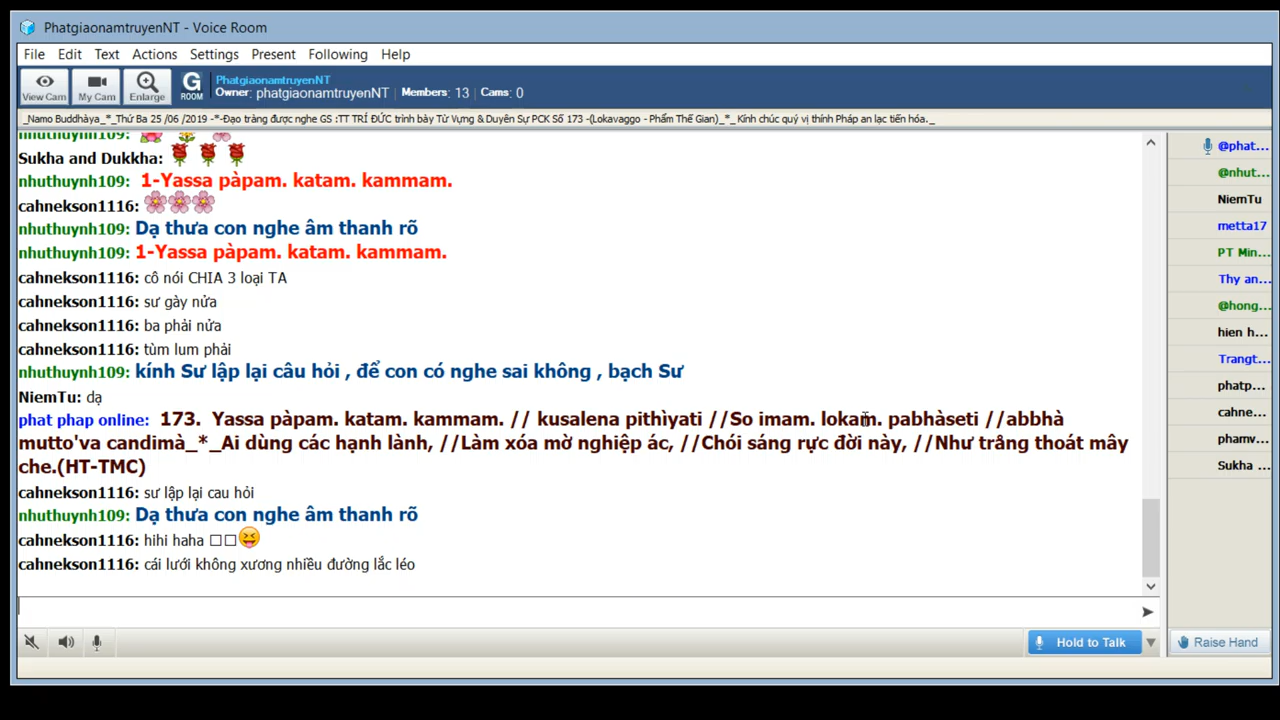 PhatgiaonamtruyenNT - Voice Room
File Edit Text Actions Settings Present Following Help
View Cam My Cam Enlarge G ROOM
PhatgiaonamtruyenNT
Owner: phatgiaonamtruyenNT Members: 13 Cams: 0
_Namo Buddhàya_*_Thứ Ba 25 /06 /2019 -*-Đạo tràng được nghe GS :TT TRÍ ĐỨC trình bày Từ Vựng & Duyên Sự PCK Số 173 -(Lokavaggo - Phẩm Thế Gian)_*_ Kính chúc quý vị thính Pháp an lạc tiến hóa._
nhuthuynh109:
Sukha and Dukkha:
nhuthuynh109: 1-Yassa pàpam. katam. kammam.
cahnekson1116:
nhuthuynh109: Dạ thưa con nghe âm thanh rõ
nhuthuynh109: 1-Yassa pàpam. katam. kammam.
cahnekson1116: cô nói CHIA 3 loại TA
cahnekson1116: sư gày nửa
cahnekson1116: ba phải nửa
cahnekson1116: tùm lum phải
nhuthuynh109: kính Sư lập lại câu hỏi , để con có nghe sai không , bạch Sư
NiemTu: dạ
phat phap online: 173. Yassa pàpam. katam. kammam. // kusalena pithìyati //So imam. lokam. pabhàseti //abbhà
mutto'va candimà_*_Ai dùng các hạnh lành, //Làm xóa mờ nghiệp ác, //Chói sáng rực đời này, //Như trăng thoát mây
che.(HT-TMC)
cahnekson1116: sư lập lại cau hỏi
nhuthuynh109: Dạ thưa con nghe âm thanh rõ
cahnekson1116: hihi haha
cahnekson1116: cái lưới không xương nhiều đường lắc léo
@phat...
@nhut...
NiemTu
metta17
PT Min...
Thy an...
@hong...
hien h...
Trangt...
phatp...
cahne...
phamv...
Sukha ...
Hold to Talk
Raise Hand